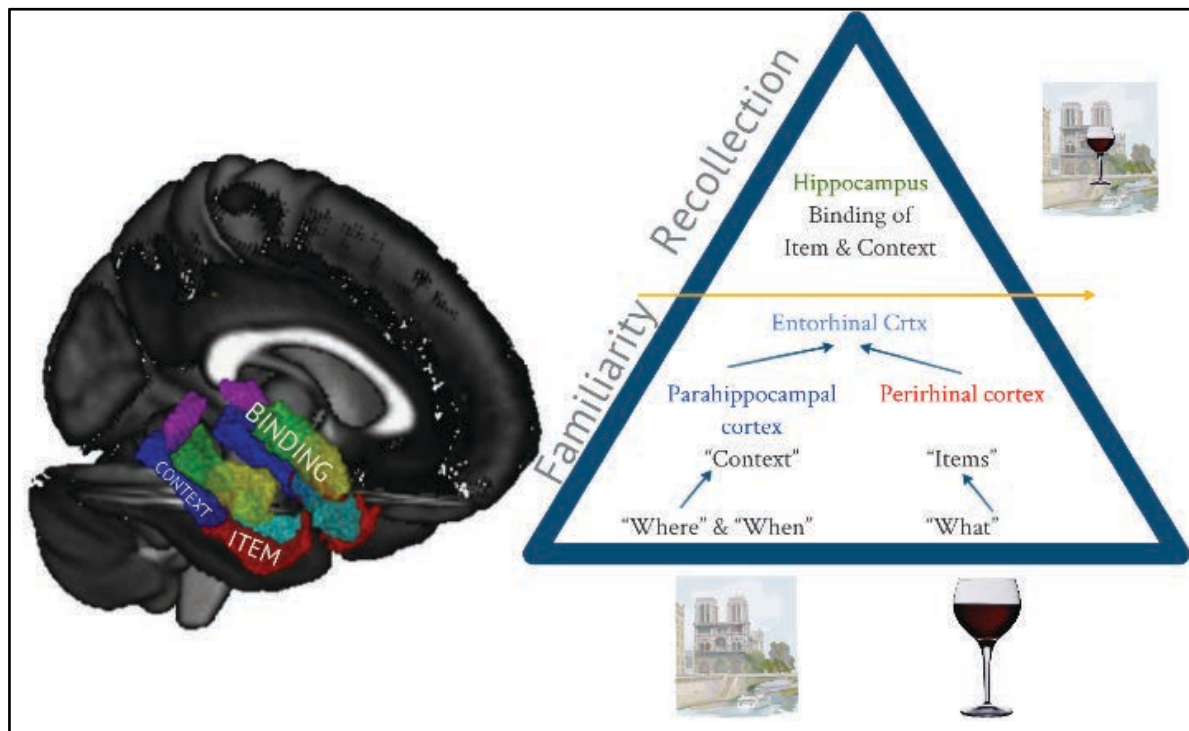 BINDING
CONTEXT
ITEM
Recollection
Familiarity
Hippocampus
Binding of
Item & Context
Entorhinal Crtx
Parahippocampal
cortex
Perirhinal cortex
“Context”
“Items”
“Where” & “When”
“What”